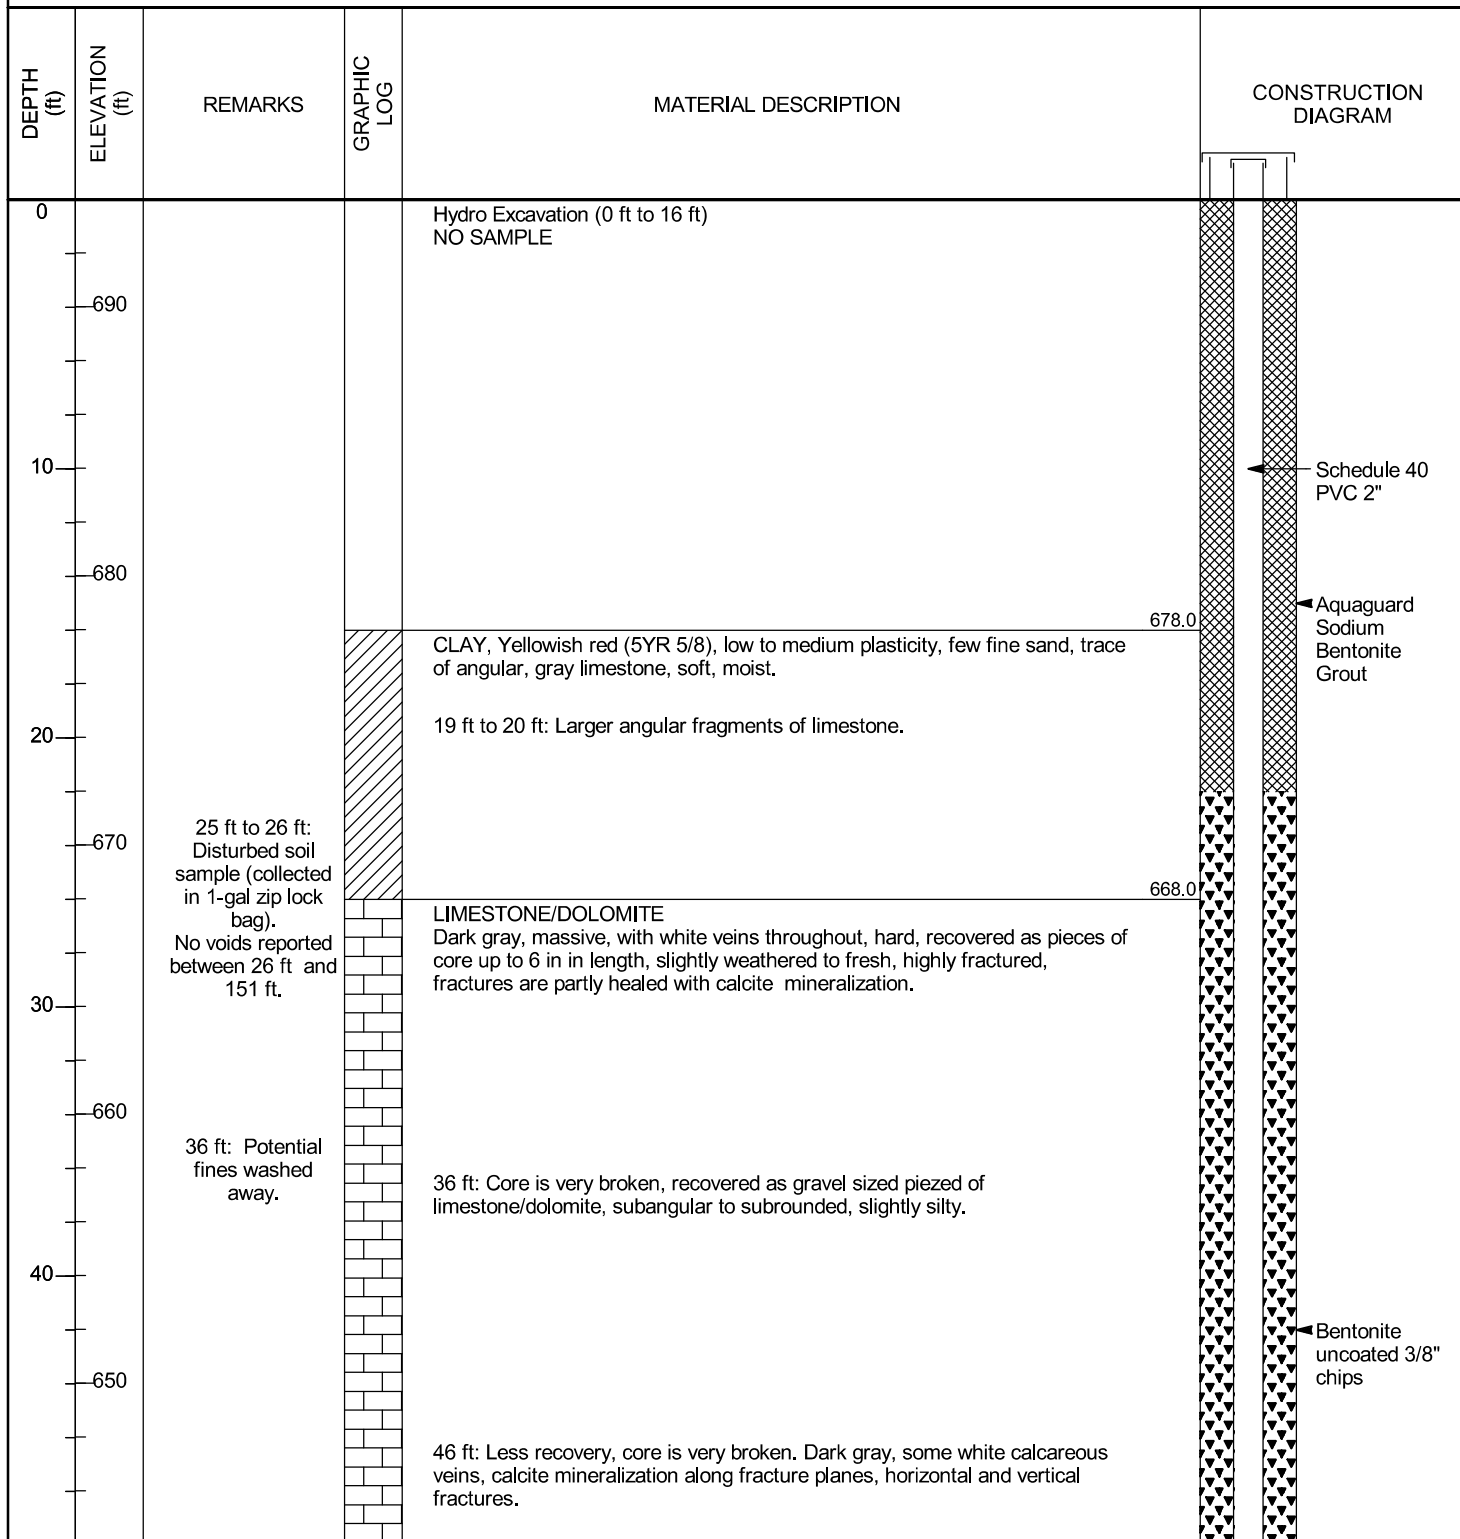 DEPTH
(ft)
ELEVATION
(ft)
REMARKS
GRAPHIC
LOG
MATERIAL DESCRIPTION
CONSTRUCTION
DIAGRAM
0
Hydro Excavation (0 ft to 16 ft)
NO SAMPLE
690
10
Schedule 40
PVC 2"
680
Aquaguard
Sodium
Bentonite
Grout
678.0
CLAY, Yellowish red (5YR 5/8), low to medium plasticity, few fine sand, trace
of angular, gray limestone, soft, moist.
19 ft to 20 ft: Larger angular fragments of limestone.
20
25 ft to 26 ft:
Disturbed soil
sample (collected
in 1-gal zip lock
bag).
No voids reported
between 26 ft and
151 ft.
670
668.0
LIMESTONE/DOLOMITE
Dark gray, massive, with white veins throughout, hard, recovered as pieces of
core up to 6 in in length, slightly weathered to fresh, highly fractured,
fractures are partly healed with calcite mineralization.
30
660
36 ft: Potential
fines washed
away.
36 ft: Core is very broken, recovered as gravel sized piezed of
limestone/dolomite, subangular to subrounded, slightly silty.
40
Bentonite
uncoated 3/8"
chips
650
46 ft: Less recovery, core is very broken. Dark gray, some white calcareous
veins, calcite mineralization along fracture planes, horizontal and vertical
fractures.